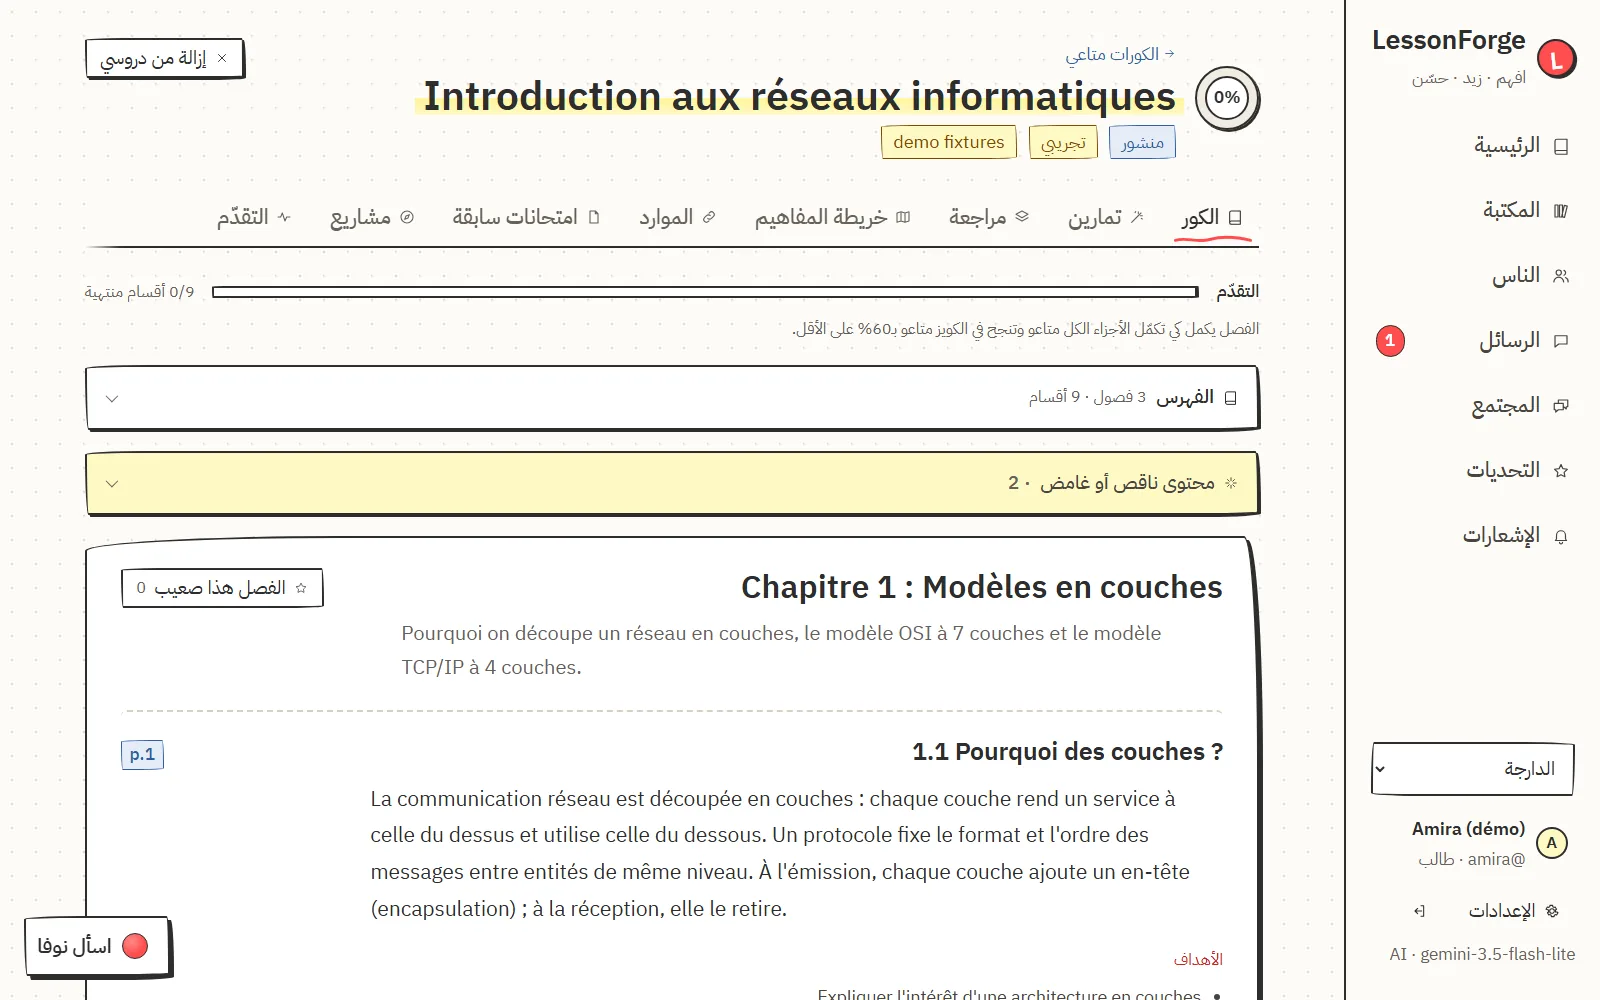 LessonForge
افهم · زيد · حسّن
الرئيسية
المكتبة
الناس
الرسائل
1
المجتمع
التحديات
الإشعارات
الدارجة
Amira (démo)
@amira · طالب
الإعدادات
AI · gemini-3.5-flash-lite
→ الكورات متاعي
إزالة من دروسي
0%
Introduction aux réseaux informatiques
منشور
تجريبي
demo fixtures
الكور
تمارين
مراجعة
خريطة المفاهيم
الموارد
امتحانات سابقة
مشاريع
التقدّم
التقدّم
0/9 أقسام منتهية
الفصل يكمل كي تكمّل الأجزاء الكل متاعو وتنجح في الكويز متاعو بـ60% على الأقل.
الفهرس 3 فصول · 9 أقسام
محتوى ناقص أو غامض · 2
Chapitre 1 : Modèles en couches
الفصل هذا صعيب 0
Pourquoi on découpe un réseau en couches, le modèle OSI à 7 couches et le modèle
TCP/IP à 4 couches.
1.1 Pourquoi des couches ?
p.1
La communication réseau est découpée en couches : chaque couche rend un service à
celle du dessus et utilise celle du dessous. Un protocole fixe le format et l'ordre des
messages entre entités de même niveau. À l'émission, chaque couche ajoute un en-tête
(encapsulation) ; à la réception, elle le retire.
الأهداف
• Expliquer l'intérêt d'une architecture en couches
اسأل نوفا
L
A